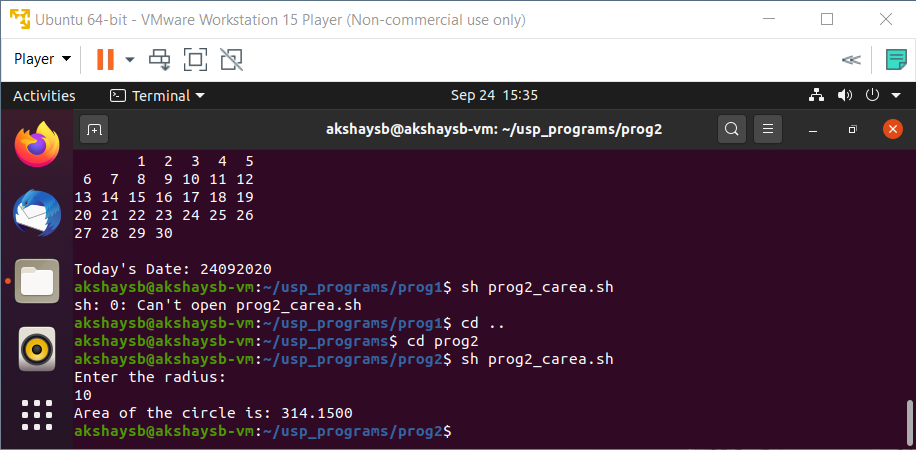 Ubuntu 64-bit - VMware Workstation 15 Player (Non-commercial use only)
Player
Activities Terminal Sep 24 15:35
akshaysb@akshaysb-vm: ~/usp_programs/prog2
1 2 3 4 5
6 7 8 9 10 11 12
13 14 15 16 17 18 19
20 21 22 23 24 25 26
27 28 29 30
Today's Date: 24092020
akshaysb@akshaysb-vm:~/usp_programs/prog1$ sh prog2_carea.sh
sh: 0: Can't open prog2_carea.sh
akshaysb@akshaysb-vm:~/usp_programs/prog1$ cd ..
akshaysb@akshaysb-vm:~/usp_programs$ cd prog2
akshaysb@akshaysb-vm:~/usp_programs/prog2$ sh prog2_carea.sh
Enter the radius:
10
Area of the circle is: 314.1500
akshaysb@akshaysb-vm:~/usp_programs/prog2$